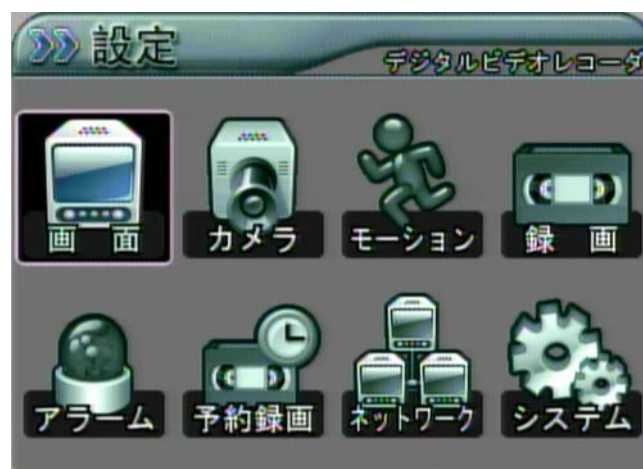 設定
デジタルビデオレコーダ
画 面
カメラ
モーション
録 画
アラーム
予約録画
ネットワーク
システム